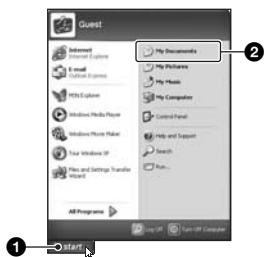 Guest
Internet
Internet Explorer
My Documents
2
E-mail
Outlook Express
My Pictures
My Music
MSN Explorer
My Computer
Windows Media Player
Control Panel
Windows Movie Maker
Help and Support
Tour Windows XP
Search
Files and Settings Transfer
Wizard
Run...
All Programs
Log Off
Turn Off Computer
1
start